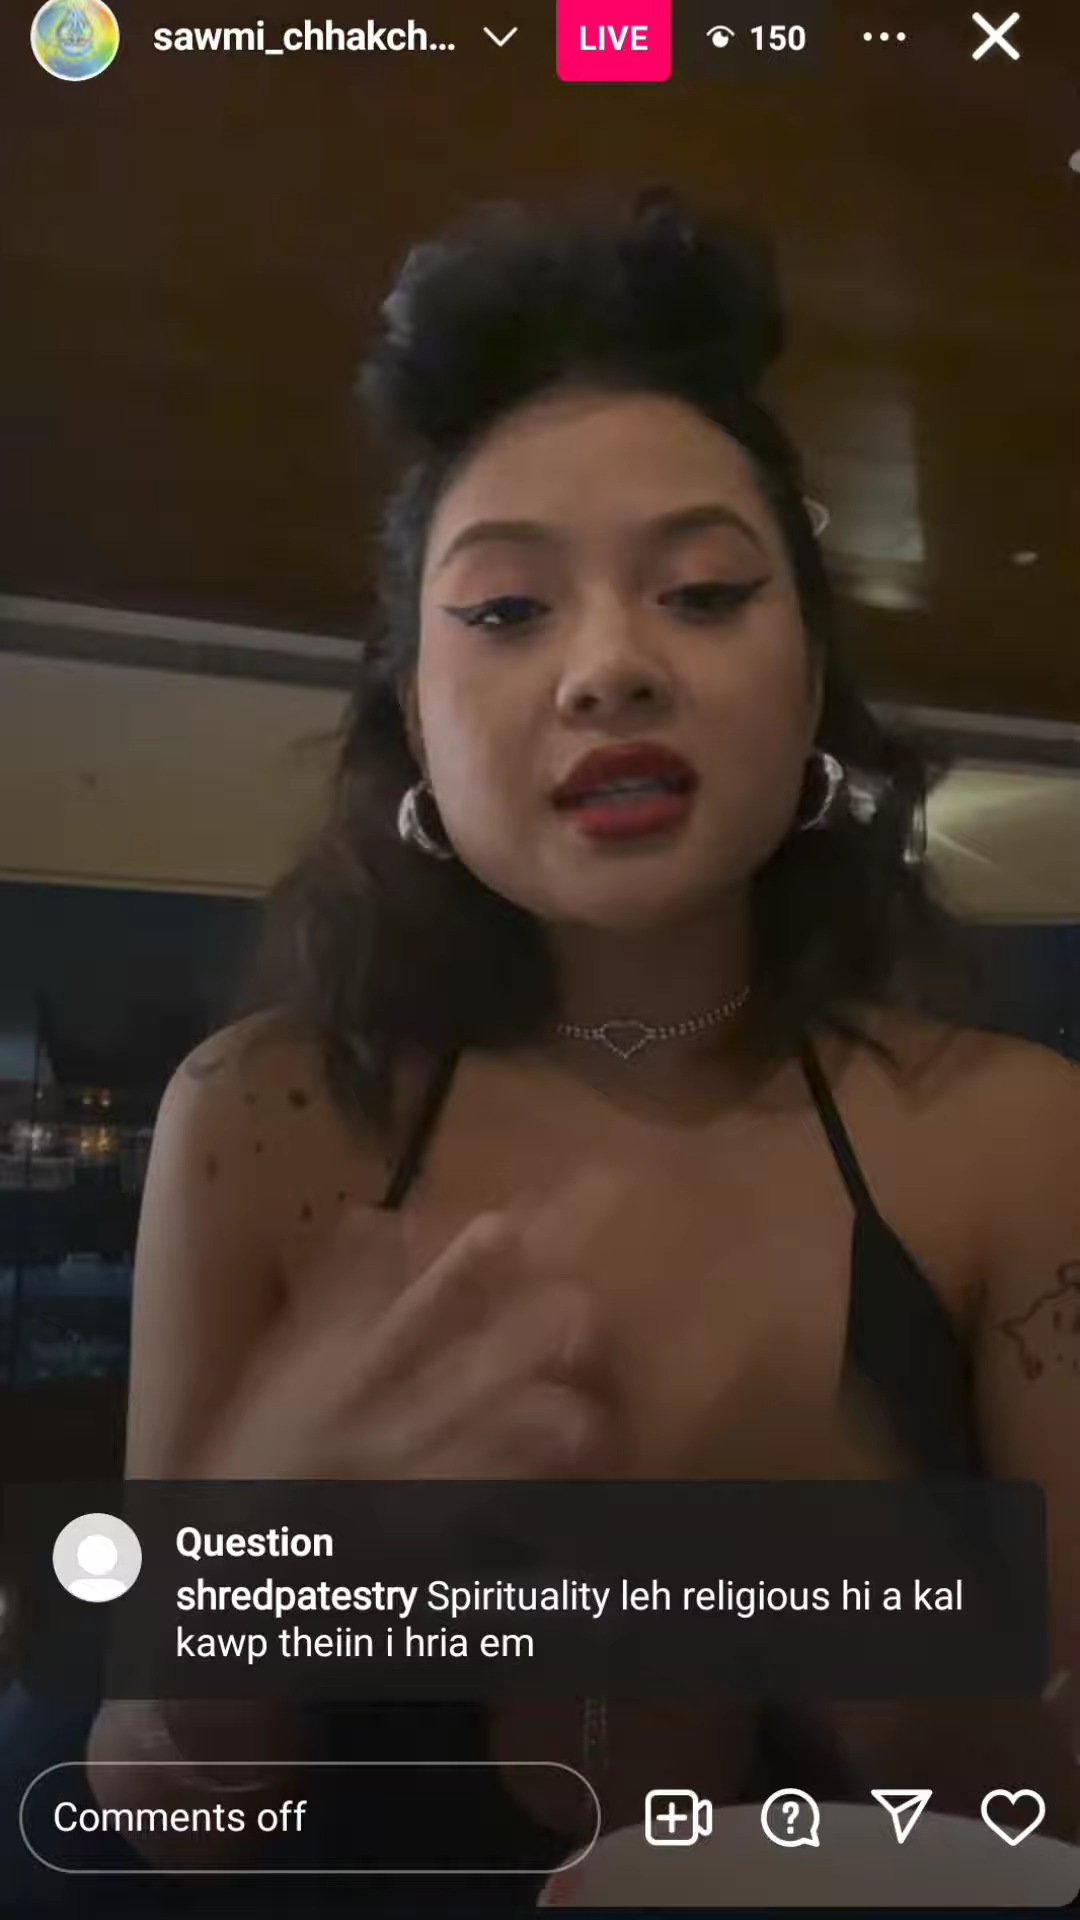 sawmi_chhakch...
LIVE
150
Question
shredpatestry Spirituality leh religious hi a kal
kawp theiin i hria em
Comments off